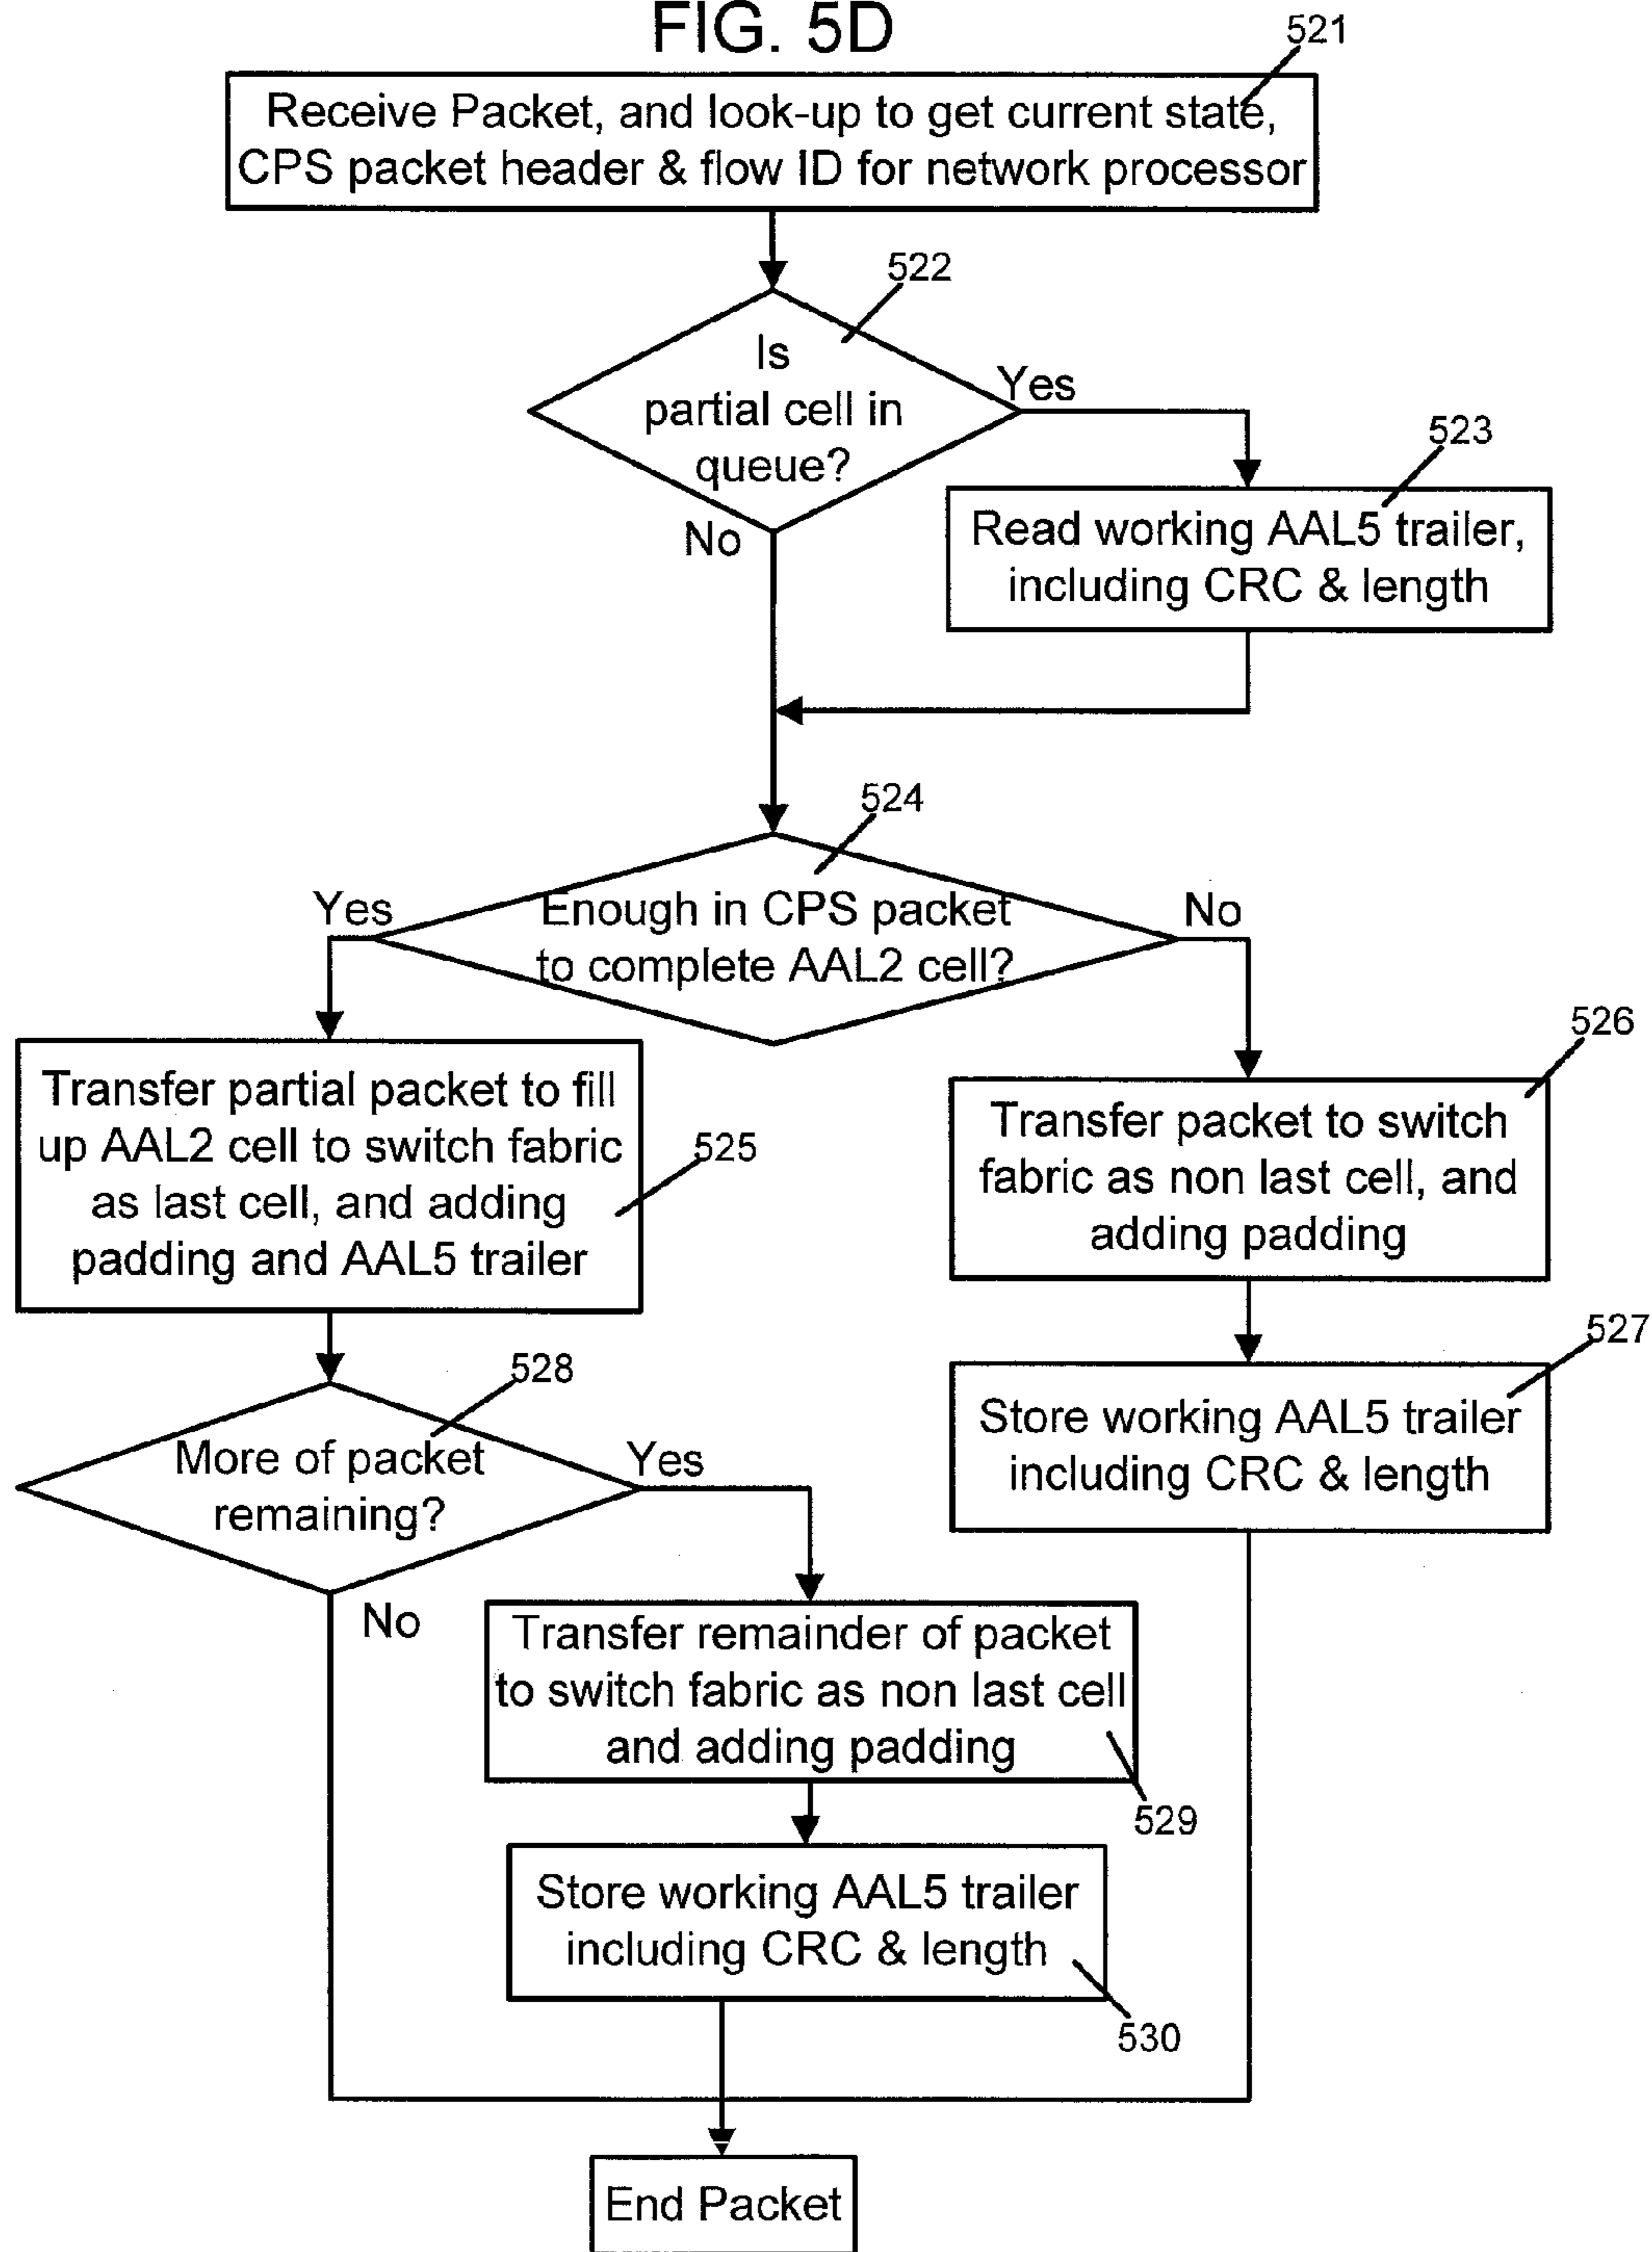 FIG. 5D
521
Receive Packet, and look-up to get current state,
CPS packet header & flow ID for network processor
522
Is
partial cell in
queue?
Yes
No
523
Read working AAL5 trailer,
including CRC & length
524
Yes
Enough in CPS packet
to complete AAL2 cell?
No
525
Transfer partial packet to fill
up AAL2 cell to switch fabric
as last cell, and adding
padding and AAL5 trailer
526
Transfer packet to switch
fabric as non last cell, and
adding padding
527
Store working AAL5 trailer
including CRC & length
528
More of packet
remaining?
Yes
No
Transfer remainder of packet
to switch fabric as non last cell
and adding padding
529
Store working AAL5 trailer
including CRC & length
530
End Packet